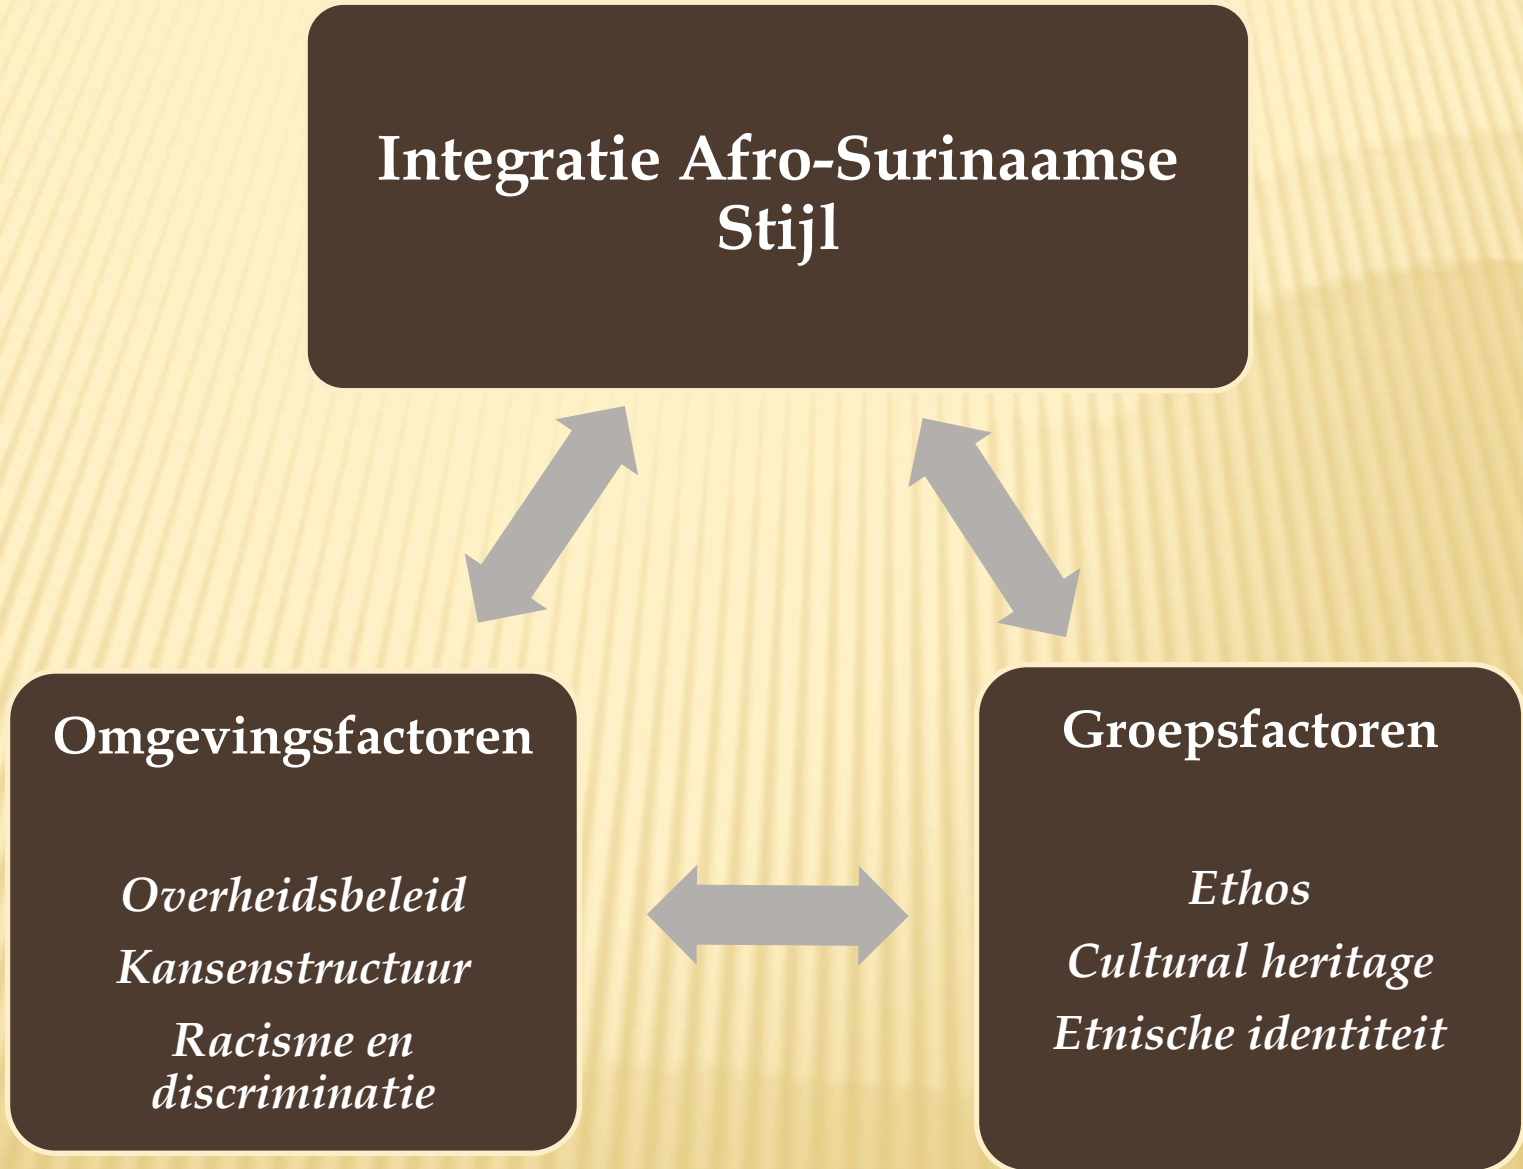 Integratie Afro-Surinaamse
Stijl
Omgevingsfactoren
Overheidsbeleid
Kansenstructuur
Racisme en
discriminatie
Groepsfactoren
Ethos
Cultural heritage
Etnische identiteit